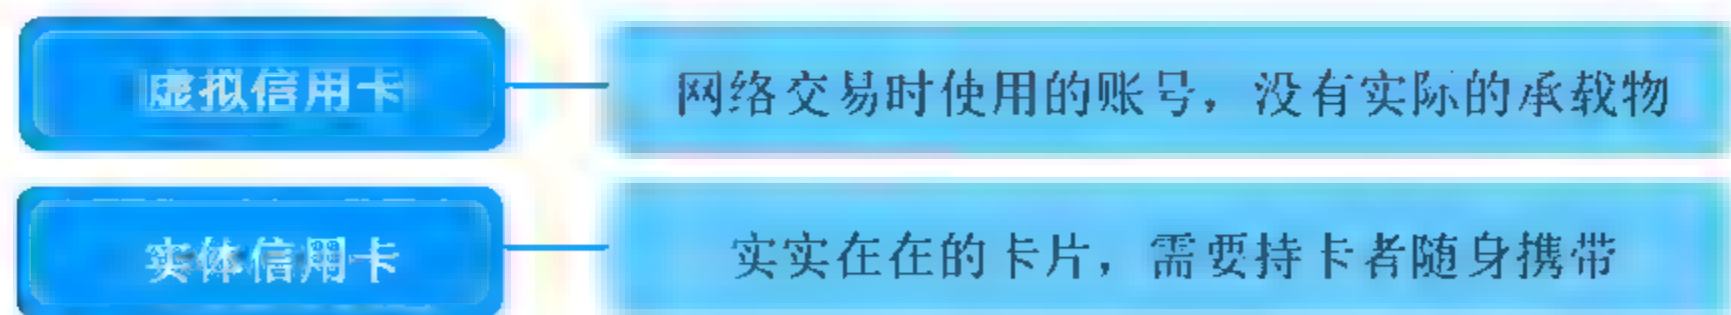 虚拟信用卡
网络交易时使用的账号，没有实际的承载物
实体信用卡
实实在在的卡片，需要持卡者随身携带